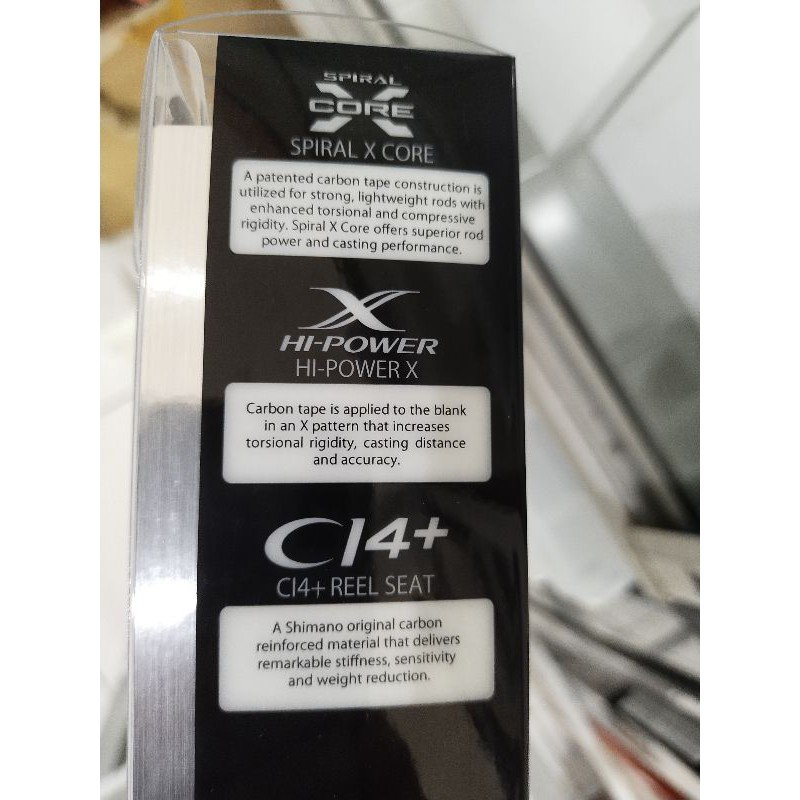 SPIRAL
CORE
SPIRAL X CORE
A patented carbon tape construction is
utilized for strong, lightweight rods with
enhanced torsional and compressive
rigidity. Spiral X Core offers superior rod
power and casting performance.
X
HI-POWER
HI-POWER X
Carbon tape is applied to the blank
in an X pattern that increases
torsional rigidity, casting distance
and accuracy.
CI4+
CI4+ REEL SEAT
A Shimano original carbon
reinforced material that delivers
remarkable stiffness, sensitivity
and weight reduction.